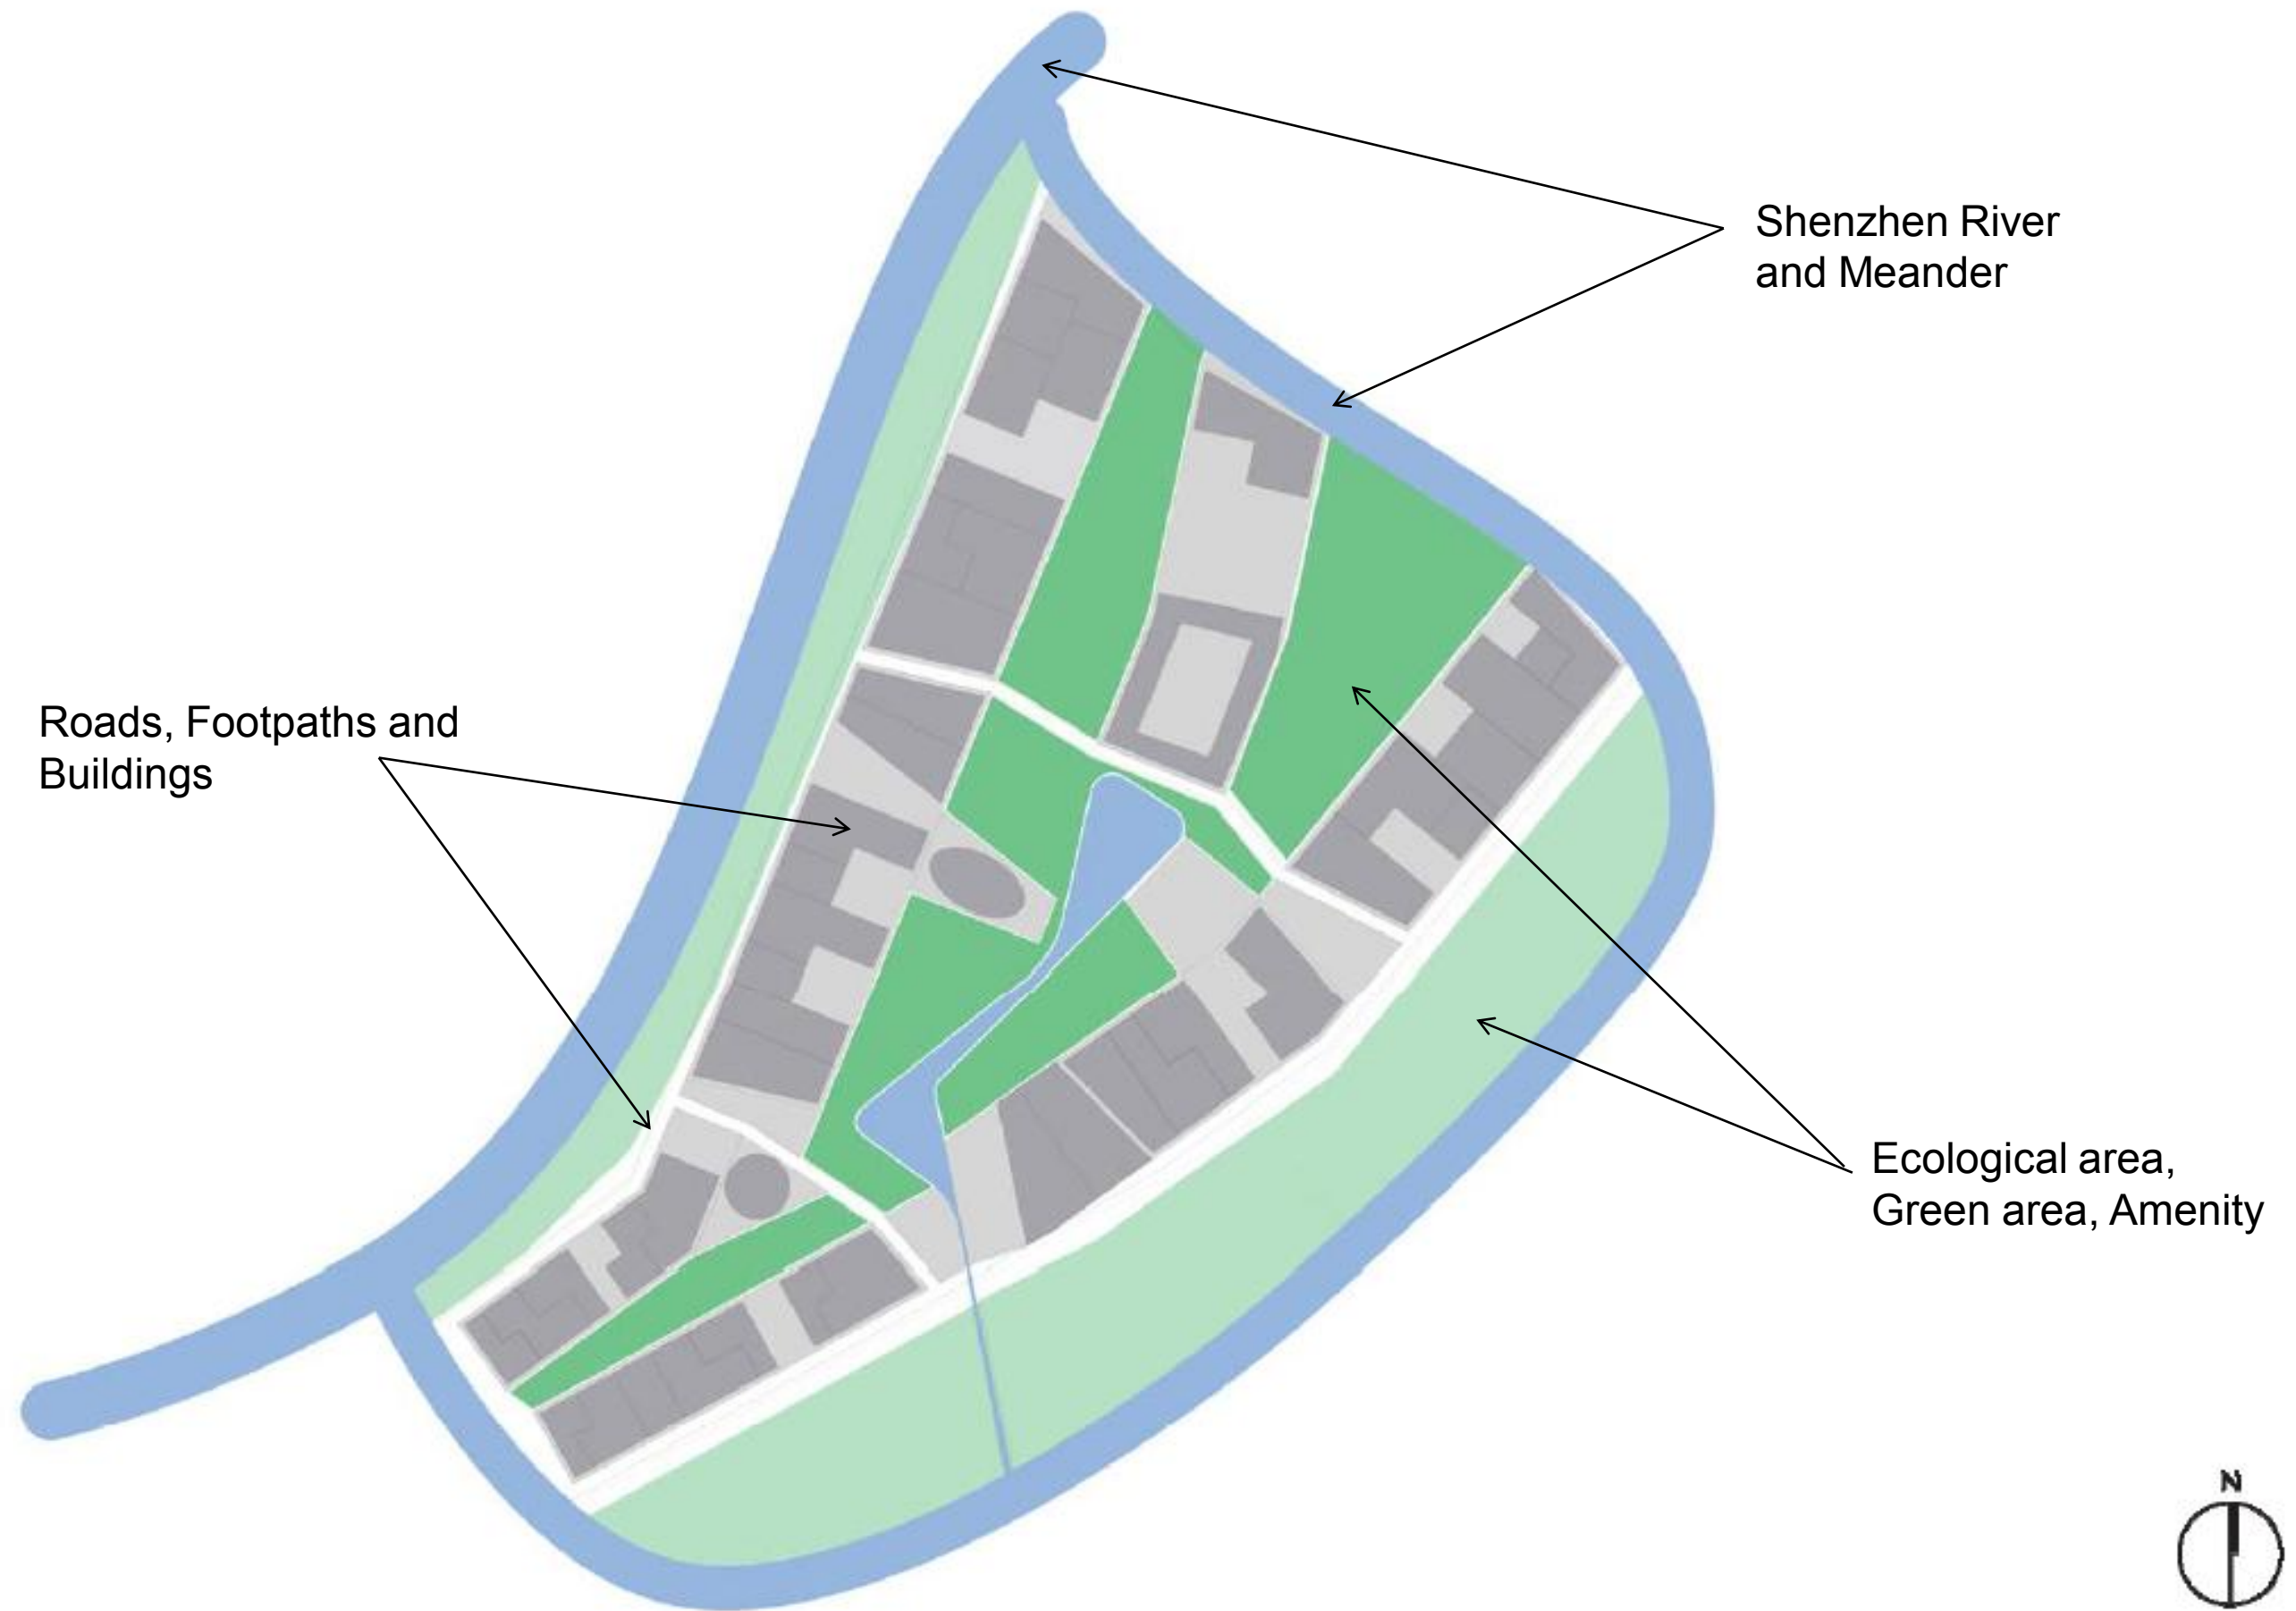 Shenzhen River
and Meander
Roads, Footpaths and
Buildings
Ecological area,
Green area, Amenity
N